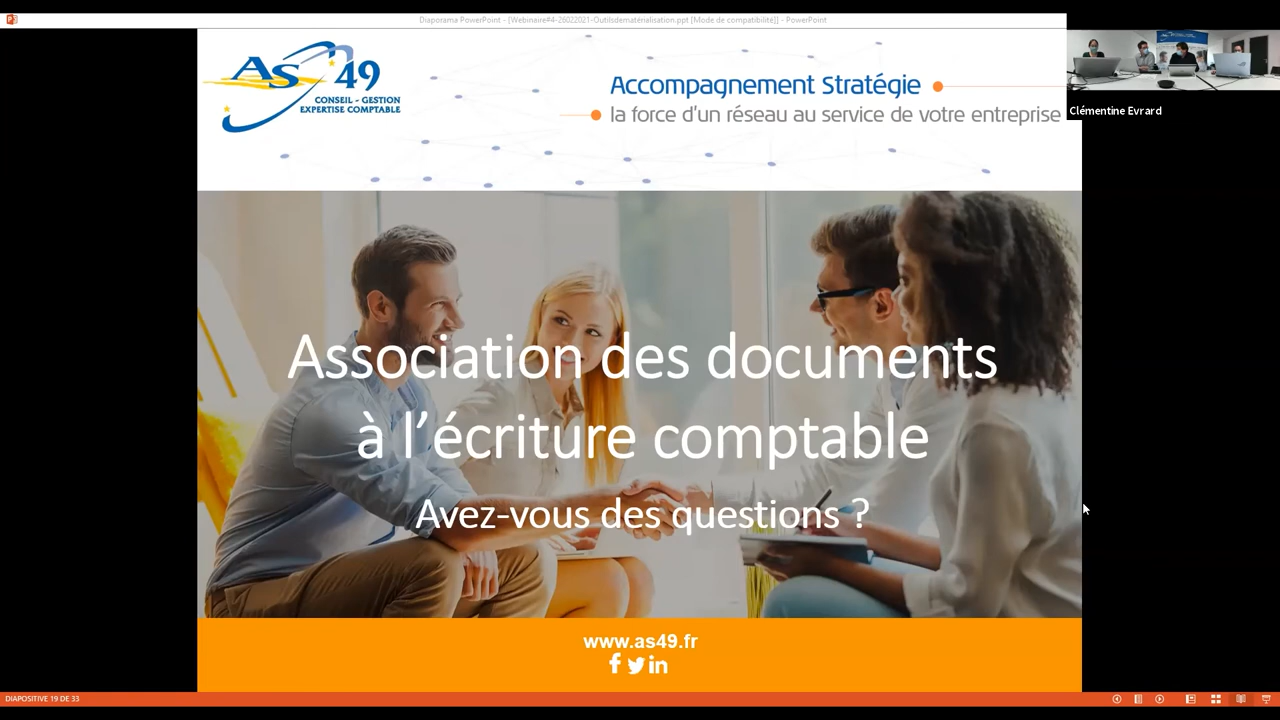 Diaporama PowerPoint - [Webinaire#4-26022021-Outilsdematérialisation.ppt [Mode de compatibilité]] - PowerPoint
AS 49
CONSEIL - GESTION
EXPERTISE COMPTABLE
Accompagnement Stratégie
la force d'un réseau au service de votre entreprise
Clémentine Evrard
Association des documents
à l'écriture comptable
Avez-vous des questions ?
www.as49.fr
DIAPOSITIVE 19 DE 33